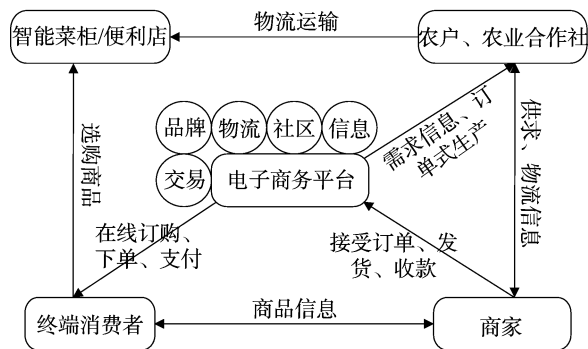 物流运输
智能菜柜/便利店
农户、农业合作社
品牌
物流
社区
信息
交易
电子商务平台
需求信息、订
单式生产
选购商品
供求、物流信息
在线订购、
下单、支付
接受订单、发
货、收款
商品信息
终端消费者
商家